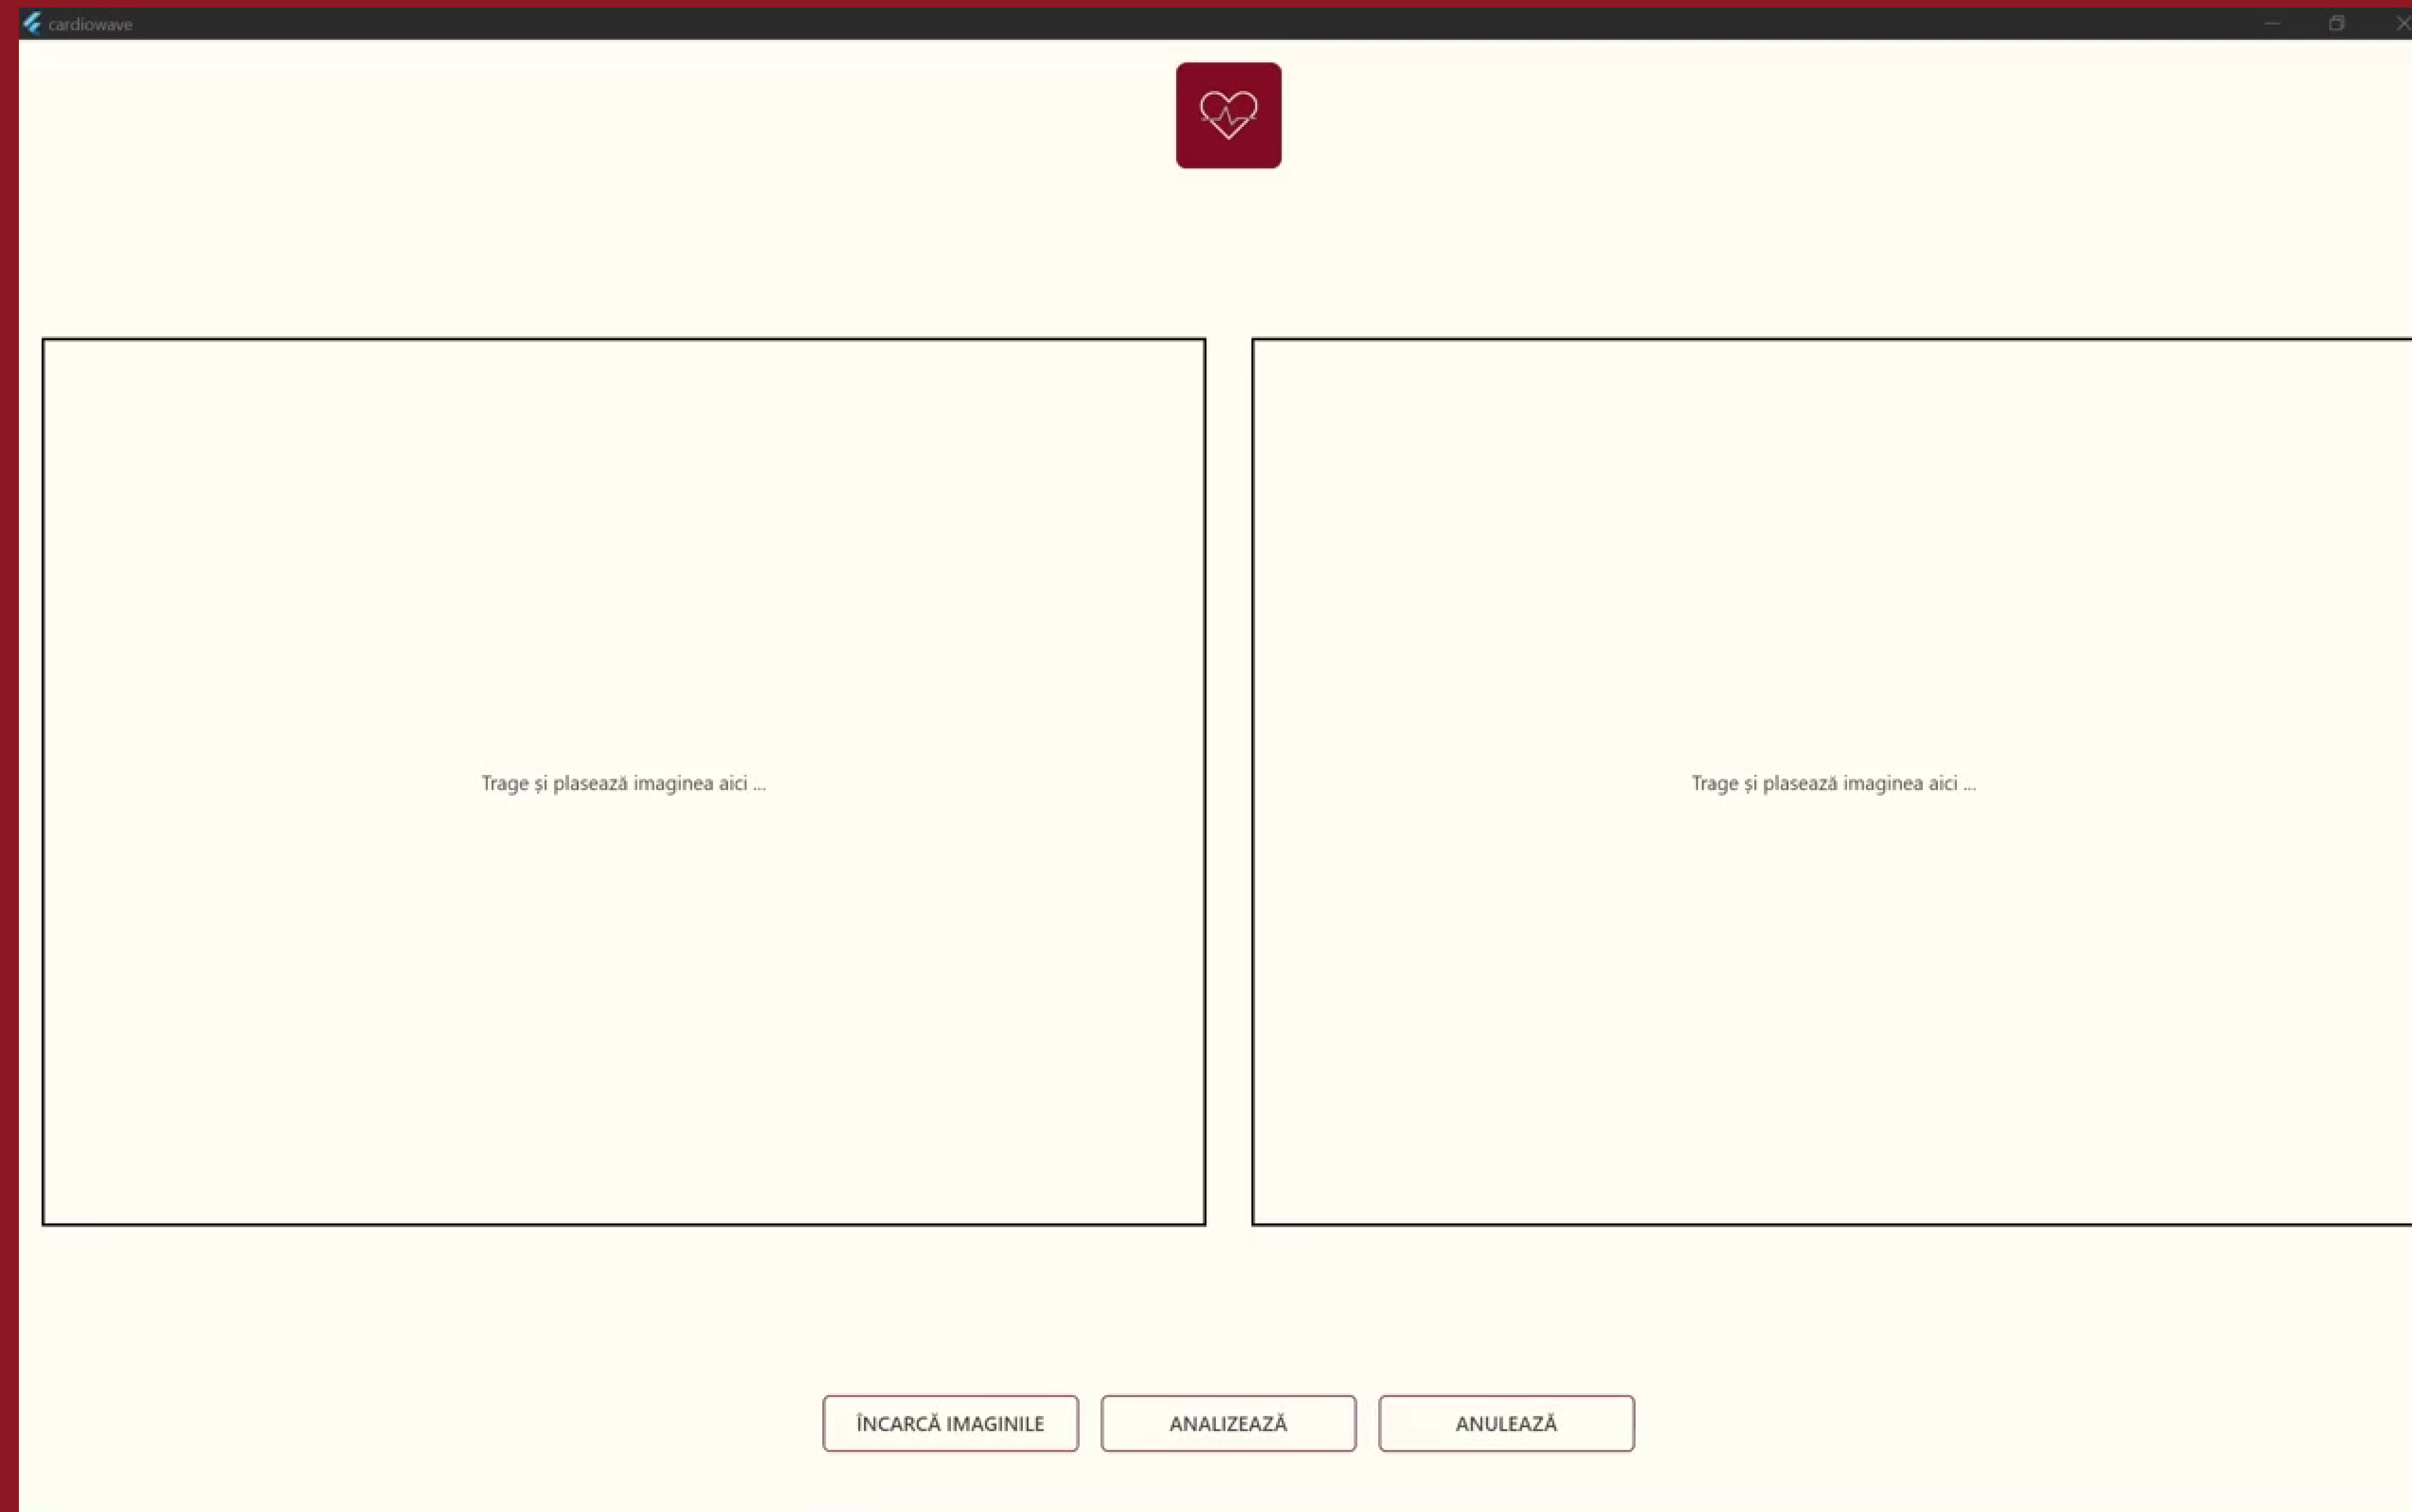 cardiowave
Trage și plasează imaginea aici ...
Trage și plasează imaginea aici ...
ÎNCARCĂ IMAGINILE
ANALIZEAZĂ
ANULEAZĂ